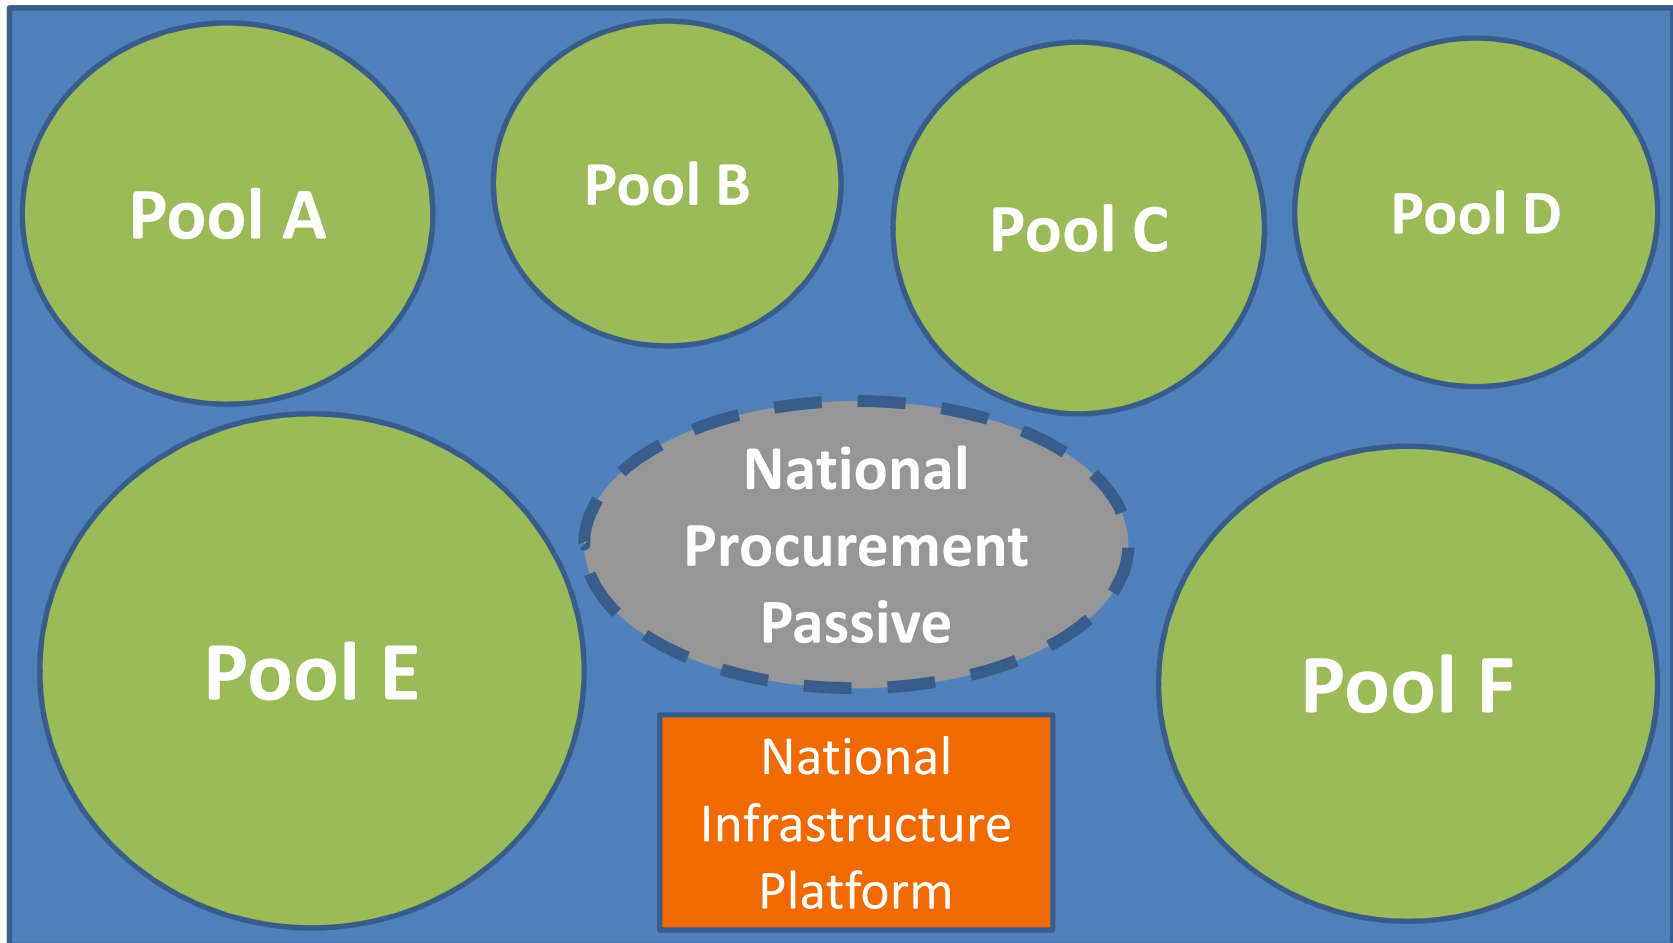 Pool A
Pool B
Pool C
Pool D
National
Procurement
Passive
Pool E
Pool F
National
Infrastructure
Platform